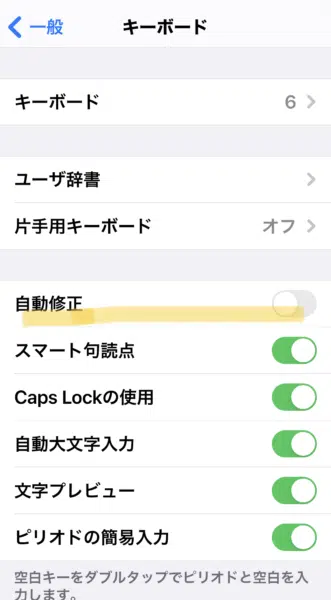 一般
キーボード
キーボード 6
ユーザ辞書
片手用キーボード オフ
自動修正
スマート句読点
Caps Lockの使用
自動大文字入力
文字プレビュー
ピリオドの簡易入力
空白キーをダブルタップでピリオドと空白を入
力します。